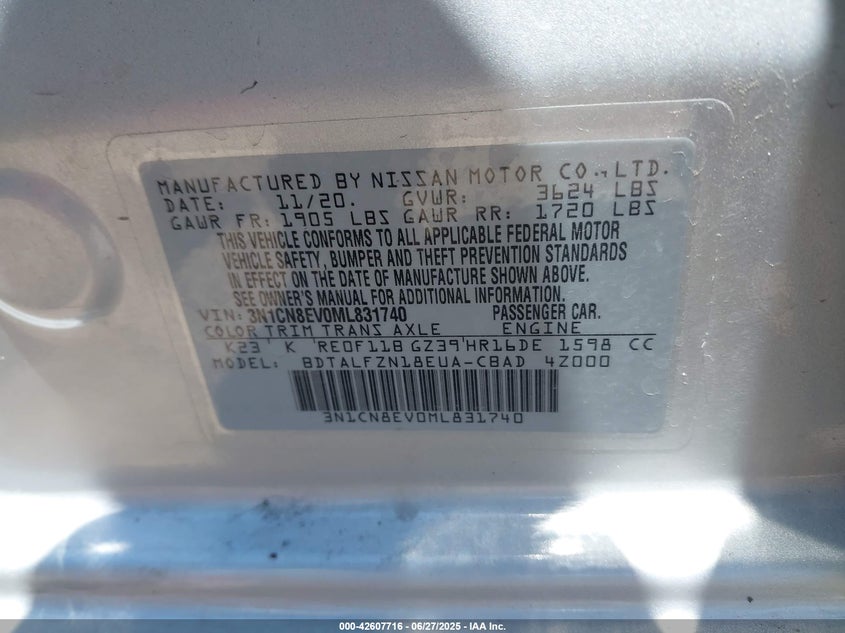 MANUFACTURED BY NISSAN MOTOR CO.,LTD.
DATE: 11/20. GVWR: 3624 LBS
GAWR FR: 1905 LBS GAWR RR: 1720 LBS
THIS VEHICLE CONFORMS TO ALL APPLICABLE FEDERAL MOTOR
VEHICLE SAFETY, BUMPER AND THEFT PREVENTION STANDARDS
IN EFFECT ON THE DATE OF MANUFACTURE SHOWN ABOVE.
SEE OWNER'S MANUAL FOR ADDITIONAL INFORMATION.
VIN: 3N1CN8EV0ML831740 PASSENGER CAR.
COLOR TRIM TRANS AXLE ENGINE
K23 K RE0F11B GZ39 HR16DE 1598 CC
MODEL: BDTALFZN18EUA-CBAD 4Z000
3N1CN8EV0ML831740
000-42607716 - 06/27/2025 - IAA Inc.